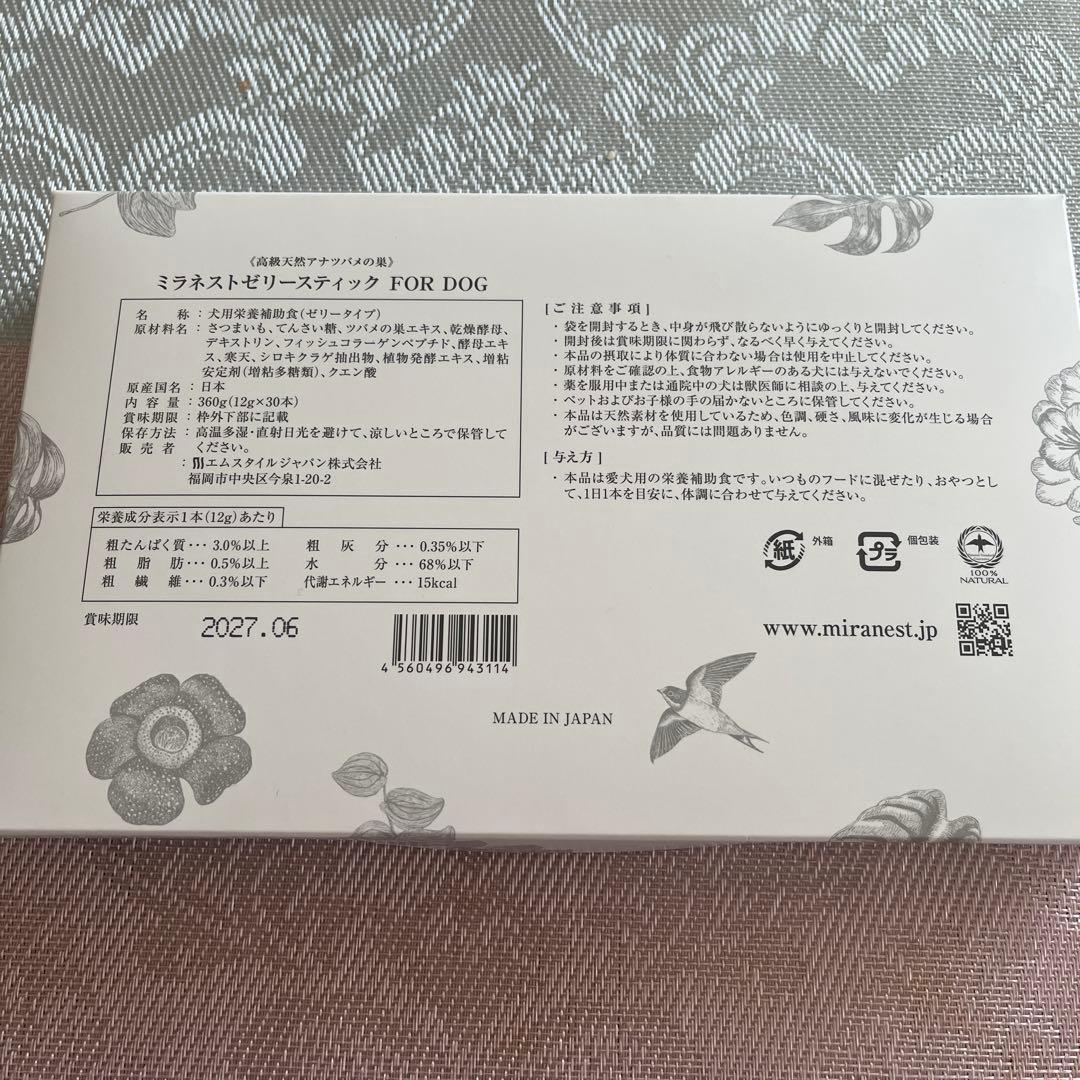 《高級天然アナツバメの巣》
ミラネストゼリースティック FOR DOG
名　　称：犬用栄養補助食(ゼリータイプ)
原材料名：さつまいも、てんさい糖、ツバメの巣エキス、乾燥酵母、
デキストリン、フィッシュコラーゲンペプチド、酵母エキ
ス、寒天、シロキクラゲ抽出物、植物発酵エキス、増粘
安定剤(増粘多糖類)、クエン酸
原産国名：日本
内 容 量：360g(12g×30本)
賞味期限：枠外下部に記載
保存方法：高温多湿・直射日光を避けて、涼しいところで保管して
ください。
販 売 者
：エムスタイルジャパン株式会社
福岡市中央区今泉1-20-2
栄養成分表示1本(12g)あたり
粗たんぱく質･･･3.0%以上　粗 灰 分･･･0.35%以下
粗 脂 肪･･･0.5%以上　水 分･･･68%以下
粗 繊 維･･･0.3%以下　代謝エネルギー･･･15kcal
賞味期限　2027.06
4 560496 943114
MADE IN JAPAN
[ご注意事項]
・袋を開封するとき、中身が飛び散らないようにゆっくりと開封してください。
・開封後は賞味期限に関わらず、なるべく早く与えてください。
・本品の摂取により体質に合わない場合は使用を中止してください。
・原材料をご確認の上、食物アレルギーのある犬には与えないでください。
・薬を服用中または通院中の犬は獣医師に相談の上、与えてください。
・ペットおよびお子様の手の届かないところに保管してください。
・本品は天然素材を使用しているため、色調、硬さ、風味に変化が生じる場合
がございますが、品質には問題ありません。
[与え方]
・本品は愛犬用の栄養補助食です。いつものフードに混ぜたり、おやつとし
て、1日1本を目安に、体調に合わせて与えてください。
紙 外箱
プラ 個包装
100%
NATURAL
www.miranest.jp